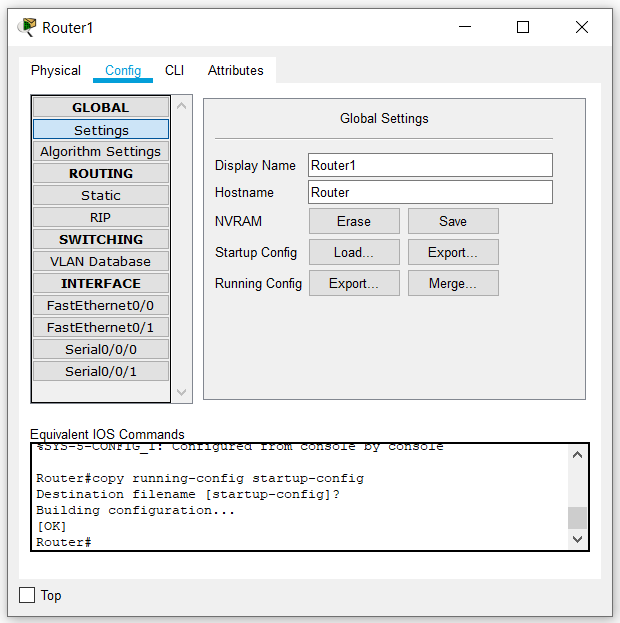 Router1
Physical Config CLI Attributes
GLOBAL
Settings
Algorithm Settings
ROUTING
Static
RIP
SWITCHING
VLAN Database
INTERFACE
FastEthernet0/0
FastEthernet0/1
Serial0/0/0
Serial0/0/1
Global Settings
Display Name Router1
Hostname Router
NVRAM Erase Save
Startup Config Load... Export...
Running Config Export... Merge...
Equivalent IOS Commands
%SYS-5-CONFIG_I: Configured from console by console
Router#copy running-config startup-config
Destination filename [startup-config]?
Building configuration...
[OK]
Router#
Top